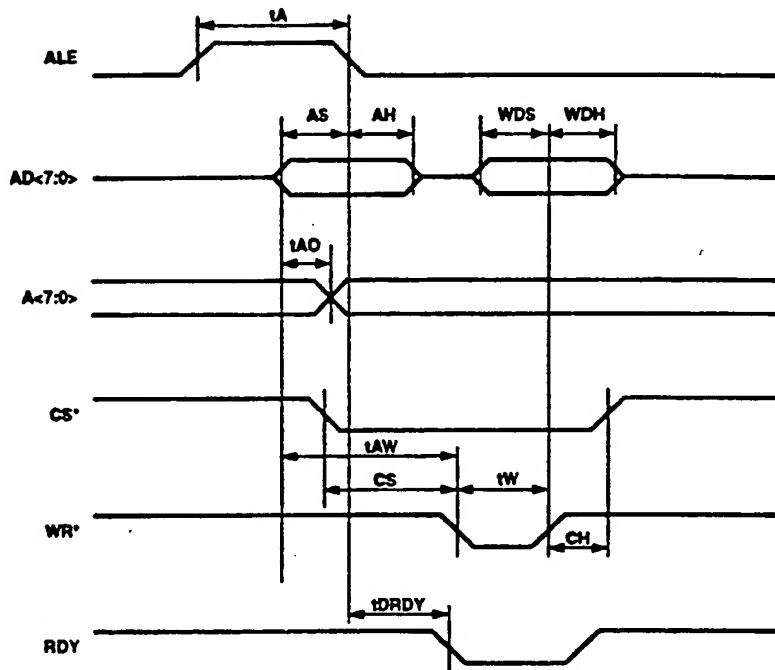 tA
ALE
AS AH WDS WDH
AD<7:0>
tAD
A<7:0>
CS*
tAW
CS tW
WR*
CH
tDRDY
RDY